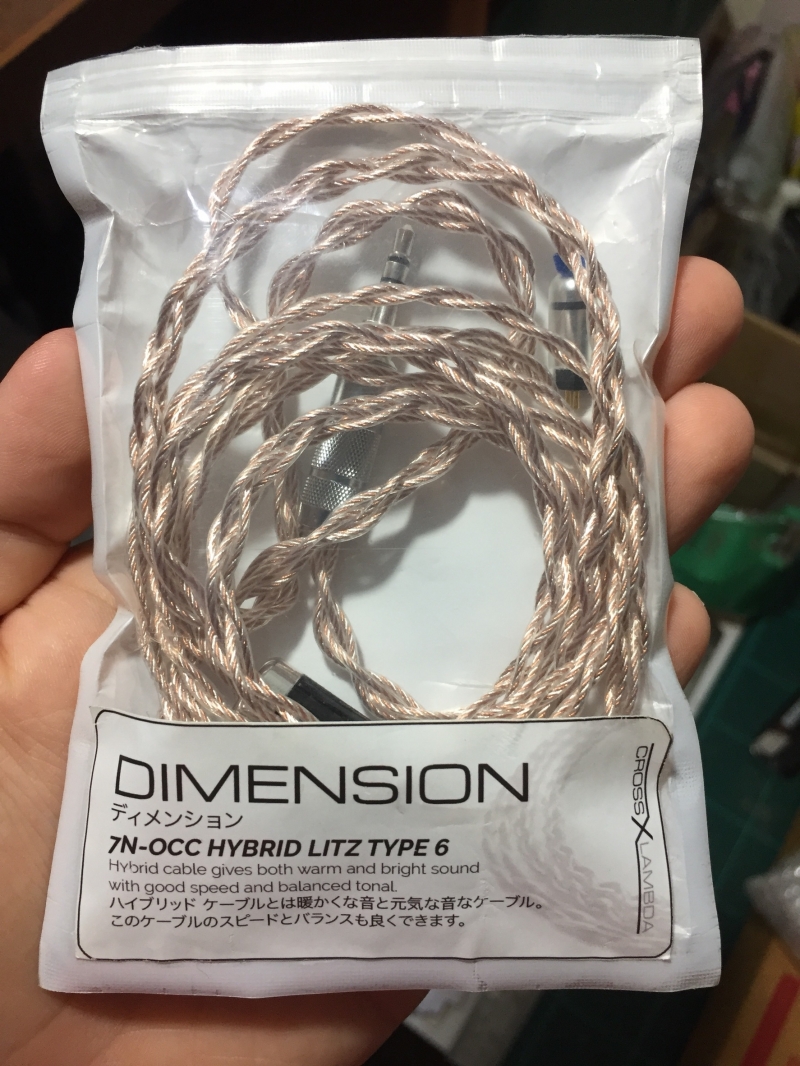 DIMENSION
ディメンション
7N-OCC HYBRID LITZ TYPE 6
Hybrid cable gives both warm and bright sound
with good speed and balanced tonal.
ハイブリッド ケーブルとは暖かくな音と元気な音なケーブル。
このケーブルのスピードとバランスも良くできます。
CROSS X LAMBDA